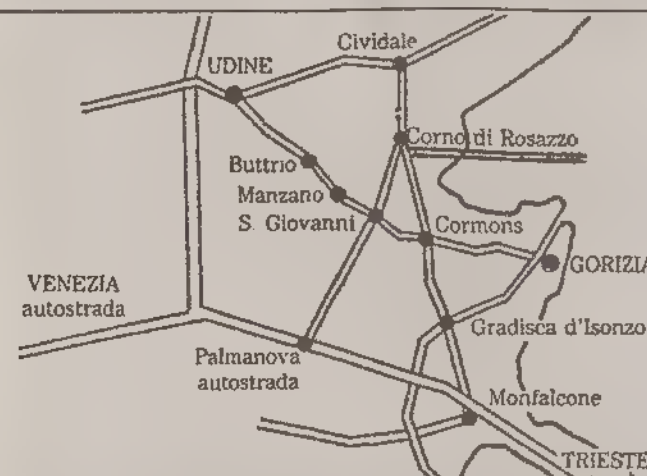 Cividale
UDINE
Corno di Rosazzo
Buttrio
Manzano
S. Giovanni
Cormons
GORIZIA
VENEZIA
autostrada
Gradisca d'Isonzo
Palmanova
autostrada
Monfalcone
TRIESTE